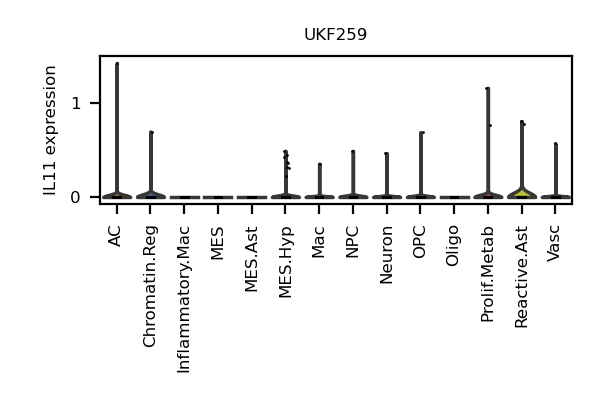 UKF259
IL11 expression
1
0
AC
Chromatin.Reg
Inflammatory.Mac
MES
MES.Ast
MES.Hyp
Mac
NPC
Neuron
OPC
Oligo
Prolif.Metab
Reactive.Ast
Vasc